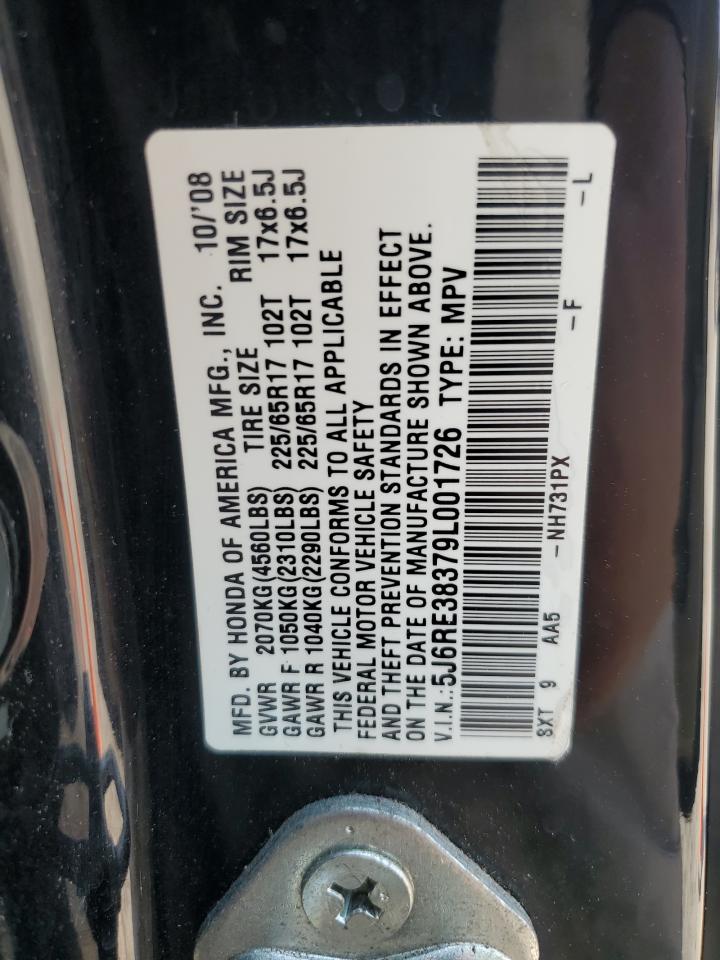 MFD. BY HONDA OF AMERICA MFG., INC. 10/'08
GVWR 2070KG(4560LBS) TIRE SIZE RIM SIZE
GAWR F 1050KG(2310LBS) 225/65R17 102T 17x6.5J
GAWR R 1040KG(2290LBS) 225/65R17 102T 17x6.5J
THIS VEHICLE CONFORMS TO ALL APPLICABLE
FEDERAL MOTOR VEHICLE SAFETY
AND THEFT PREVENTION STANDARDS IN EFFECT
ON THE DATE OF MANUFACTURE SHOWN ABOVE.
V.I.N.:5J6RE38379L001726 TYPE: MPV
8XT 9 AA5 -NH731PX -F -L